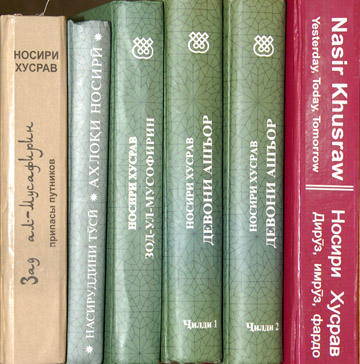 НОСИРИ
ХУСРАВ
Зад ал-Мусафирин
припасы путников
АХЛОҚИ НОСИРӢ
НАСИРУДДИНИ ТӮСӢ
НОСИРИ ХУСРАВ
ЗОД-УЛ-МУСОФИРИН
НОСИРИ ХУСРАВ
ДЕВОНИ АШЪОР
Ҷилди 1
НОСИРИ ХУСРАВ
ДЕВОНИ АШЪОР
Ҷилди 2
Nasir Khusraw
Yesterday, Today, Tomorrow
Носири Хусрав
Дирӯз, имрӯз, фардо